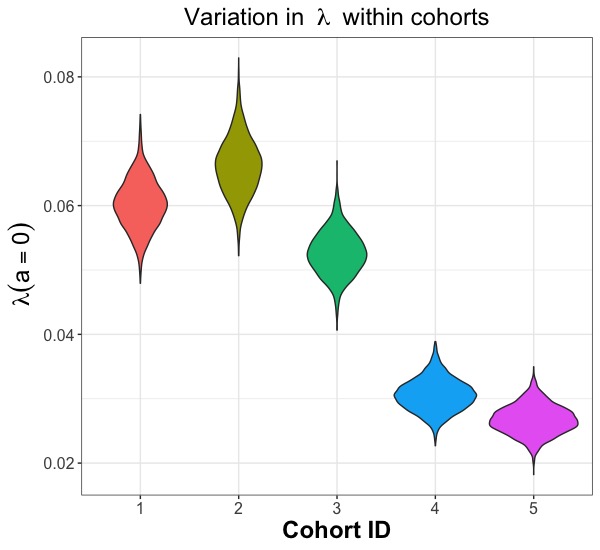 Variation in λ within cohorts
0.08
0.06
0.04
0.02
λ(a = 0)
1 2 3 4 5
Cohort ID